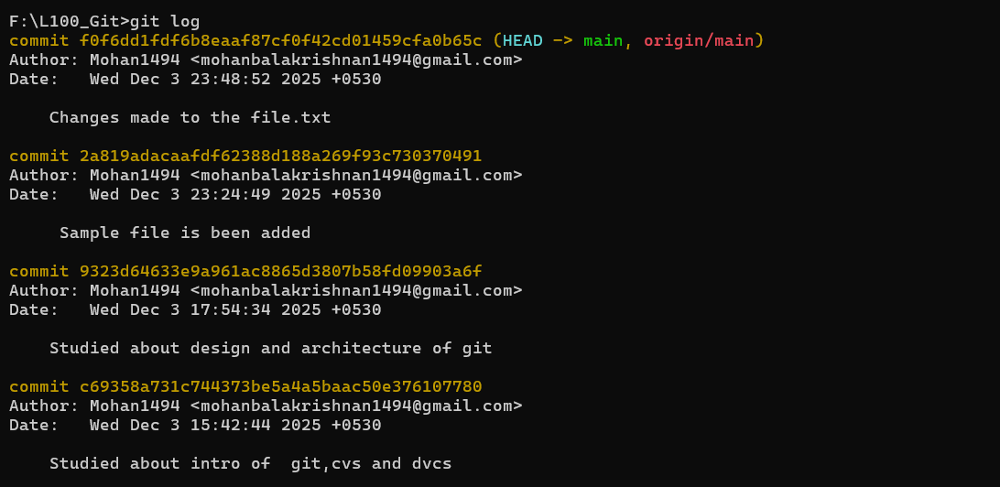 F:\L100_Git>git log
commit f0f6dd1fdf6b8eaaf87cf0f42cd01459cfa0b65c (HEAD -> main, origin/main)
Author: Mohan1494 <mohanbalakrishnan1494@gmail.com>
Date:   Wed Dec 3 23:48:52 2025 +0530
    Changes made to the file.txt
commit 2a819adacaafdf62388d188a269f93c730370491
Author: Mohan1494 <mohanbalakrishnan1494@gmail.com>
Date:   Wed Dec 3 23:24:49 2025 +0530
     Sample file is been added
commit 9323d64633e9a961ac8865d3807b58fd09903a6f
Author: Mohan1494 <mohanbalakrishnan1494@gmail.com>
Date:   Wed Dec 3 17:54:34 2025 +0530
    Studied about design and architecture of git
commit c69358a731c744373be5a4a5baac50e376107780
Author: Mohan1494 <mohanbalakrishnan1494@gmail.com>
Date:   Wed Dec 3 15:42:44 2025 +0530
    Studied about intro of  git,cvs and dvcs